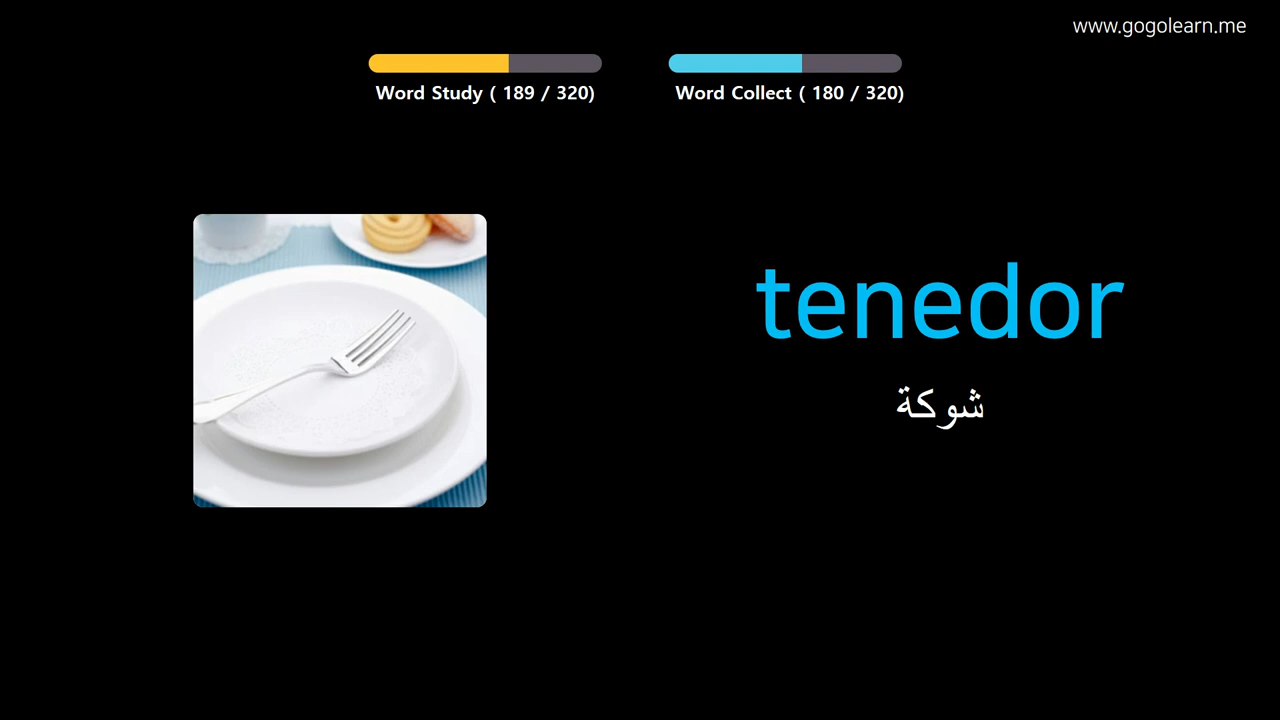 www.gogolearn.me
Word Study ( 189 / 320)
Word Collect ( 180 / 320)
tenedor
شوكة